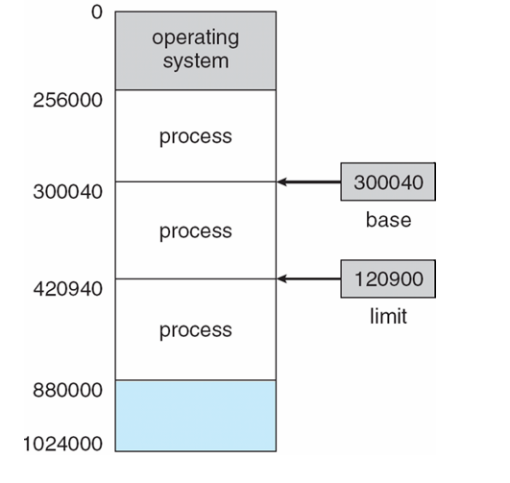 0
operating
system
256000
process
300040
300040
base
process
120900
420940
limit
process
880000
1024000